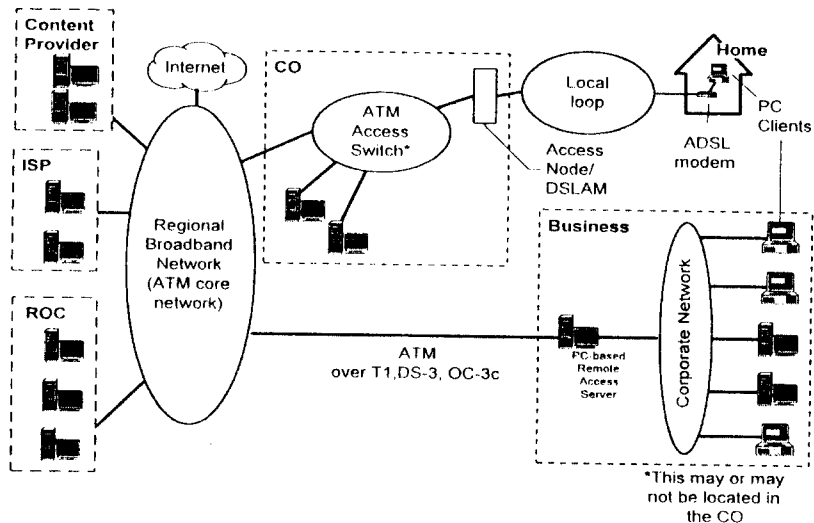 Content
Provider
Internet
CO
ATM
Access
Switch*
Local
loop
Home
PC
Clients
ADSL
modem
Access
Node/
DSLAM
ISP
Regional
Broadband
Network
(ATM core
network)
ROC
ATM
over T1,DS-3, OC-3c
Business
PC-based
Remote
Access
Server
Corporate Network
*This may or may
not be located in
the CO